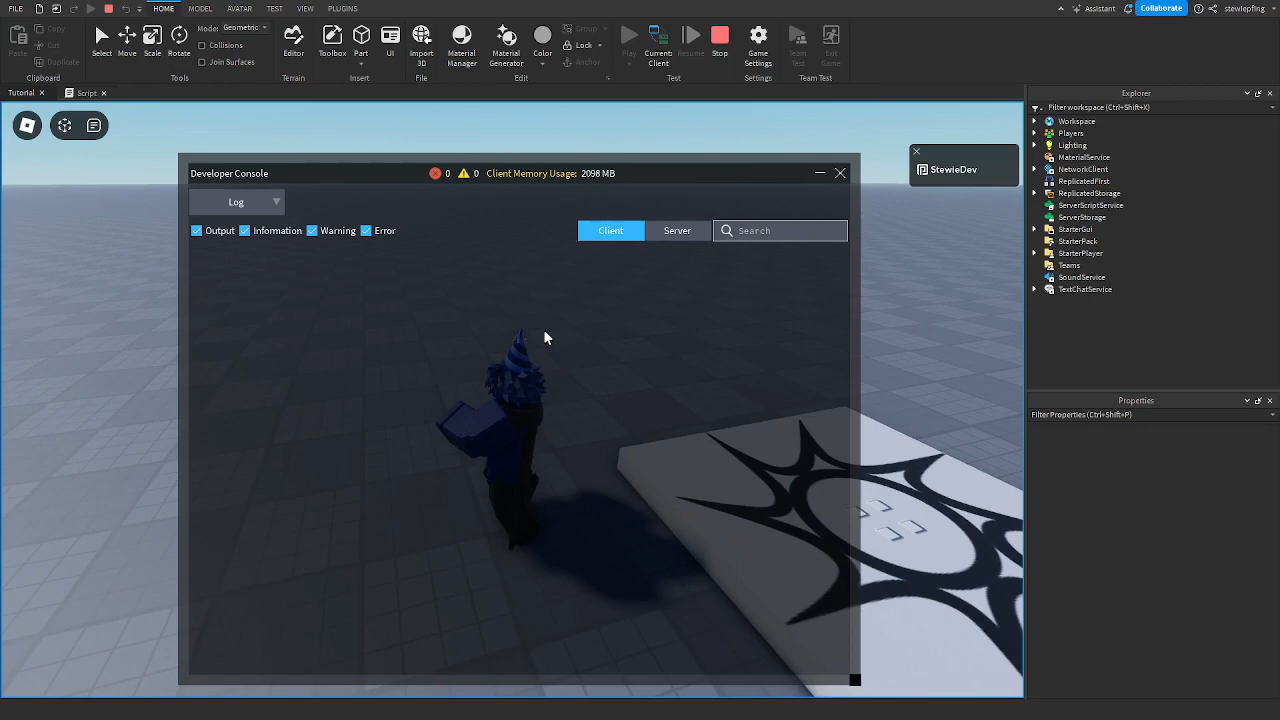 FILE HOME MODEL AVATAR TEST VIEW PLUGINS Assistant Collaborate stewiepfing
Paste Copy Cut Duplicate Select Move Scale Rotate Mode: Geometric Collisions Join Surfaces Editor Toolbox Part UI Import 3D Material Manager Material Generator Color Group Lock Anchor Play Current: Client Resume Stop Game Settings Team Test Exit Game
Clipboard Tools Terrain Insert File Edit Test Settings Team Test
Tutorial Script
Developer Console 0 0 Client Memory Usage: 2098 MB
Log
Output Information Warning Error Client Server Search
StewieDev
Explorer
Filter workspace (Ctrl+Shift+X)
Workspace
Players
Lighting
MaterialService
NetworkClient
ReplicatedFirst
ReplicatedStorage
ServerScriptService
ServerStorage
StarterGui
StarterPack
StarterPlayer
Teams
SoundService
TextChatService
Properties
Filter Properties (Ctrl+Shift+P)